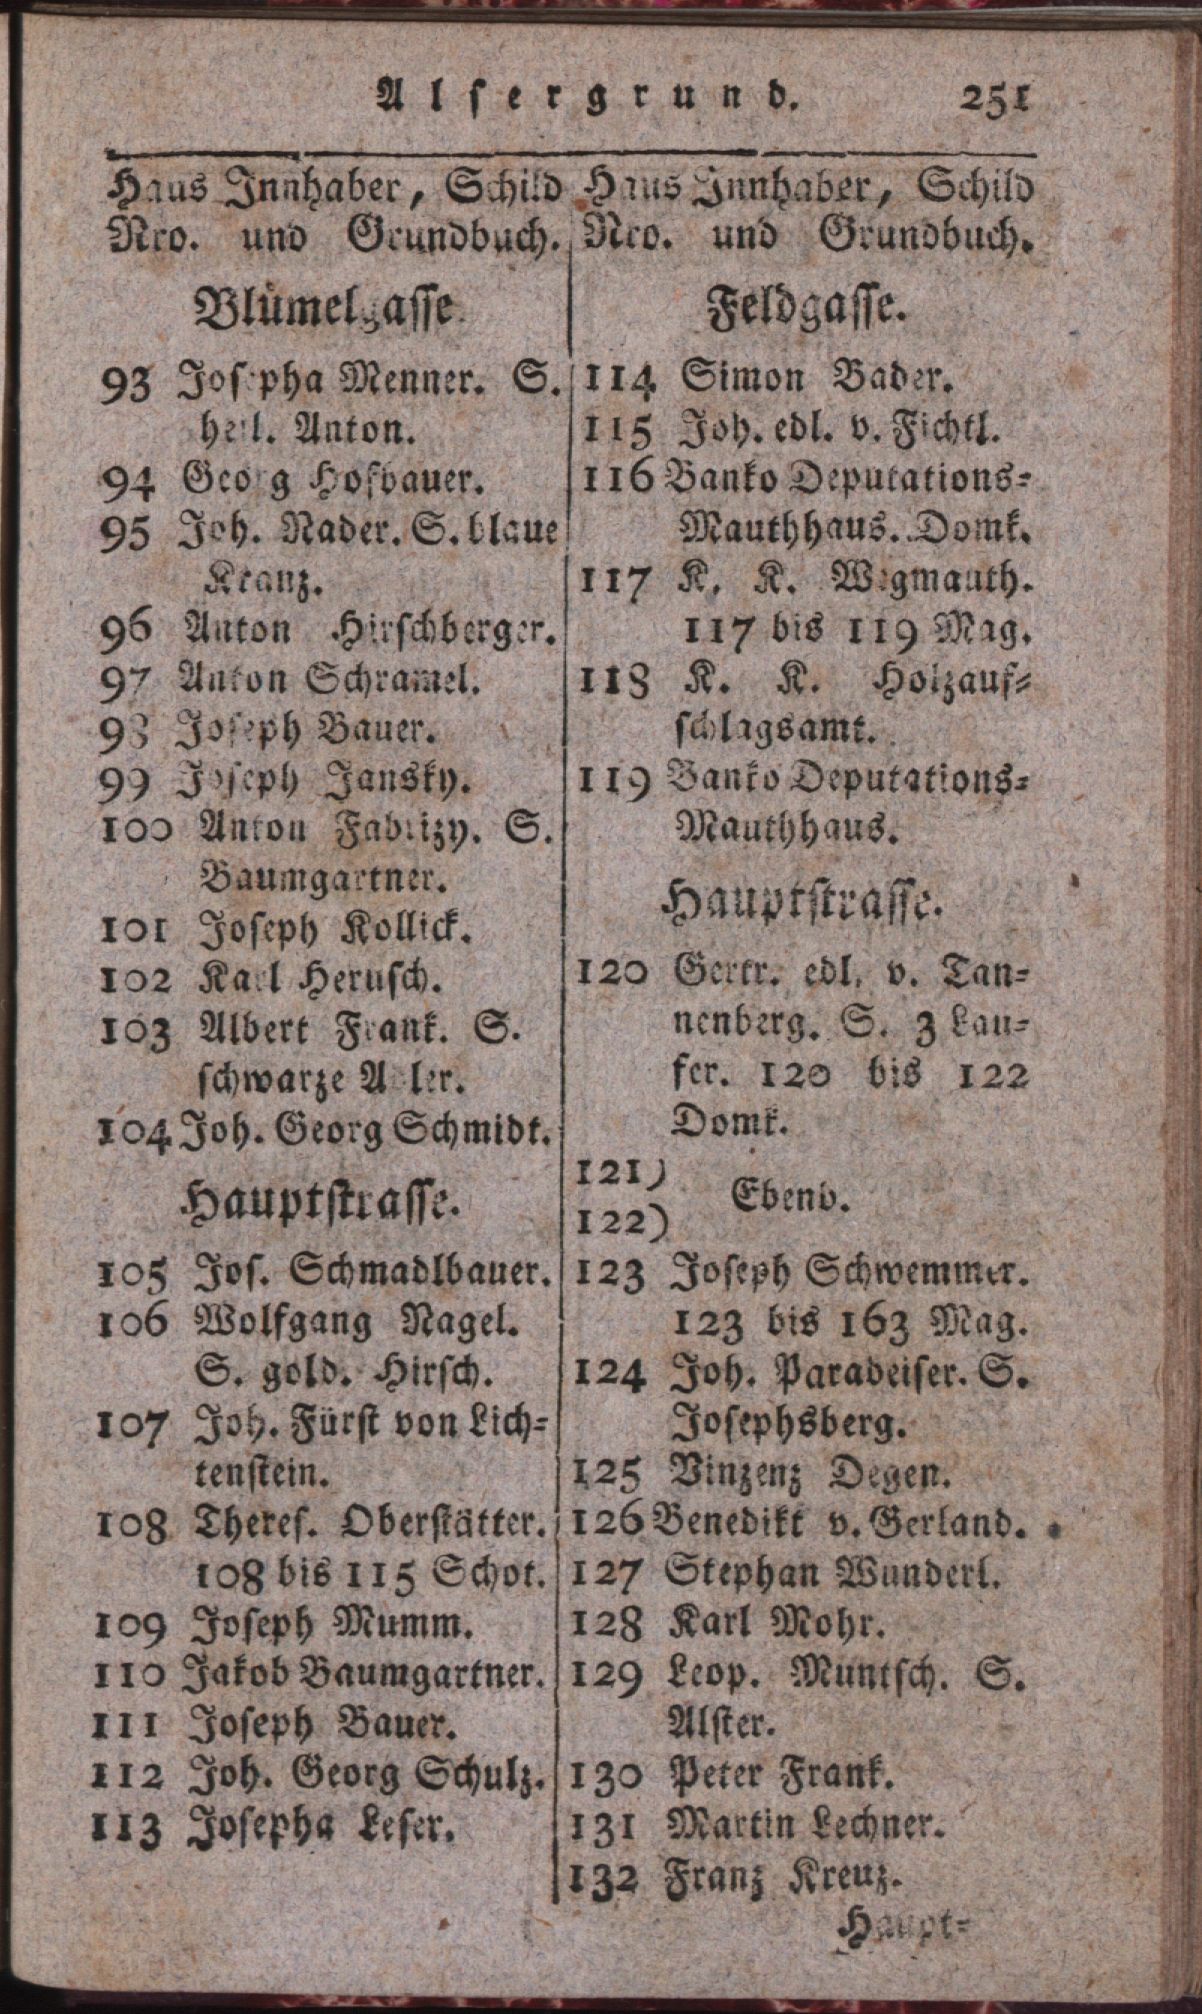 Alsergrund. 251
Haus Innhaber, Schild
Nro. und Grundbuch.
Blümelgasse.
93 Josepha Menner. S.
heil. Anton.
94 Georg Hofbauer.
95 Joh. Nader. S. blaue
Kranz.
96 Anton Hirschberger.
97 Anton Schramel.
98 Joseph Bauer.
99 Joseph Jansky.
100 Anton Fabrizy. S.
Baumgartner.
101 Joseph Kollick.
102 Karl Herusch.
103 Albert Frank. S.
schwarze Adler.
104 Joh. Georg Schmidt.
Hauptstrasse.
105 Jos. Schmadlbauer.
106 Wolfgang Nagel.
S. gold. Hirsch.
107 Joh. Fürst von Lich-
tenstein.
108 Theres. Oberstätter.
108 bis 115 Schot.
109 Joseph Mumm.
110 Jakob Baumgartner.
111 Joseph Bauer.
112 Joh. Georg Schulz.
113 Josepha Leser.
Haus Innhaber, Schild
Nro. und Grundbuch.
Feldgasse.
114 Simon Bader.
115 Joh. edl. v. Fichtl.
116 Banko Deputations-
Mauthhaus. Domk.
117 K. K. Wegmauth.
117 bis 119 Mag.
118 K. K. Holzauf-
schlagsamt.
119 Banko Deputations-
Mauthhaus.
Hauptstrasse.
120 Gertr. edl. v. Tan-
nenberg. S. 3 Lau-
fer. 120 bis 122
Domk.
121)
Ebend.
122)
123 Joseph Schwemmer.
123 bis 163 Mag.
124 Joh. Paradeiser. S.
Josephsberg.
125 Vinzenz Degen.
126 Benedikt v. Gerland.
127 Stephan Wunderl.
128 Karl Mohr.
129 Leop. Muntsch. S.
Alster.
130 Peter Frank.
131 Martin Lechner.
132 Franz Kreuz.
Haupt-